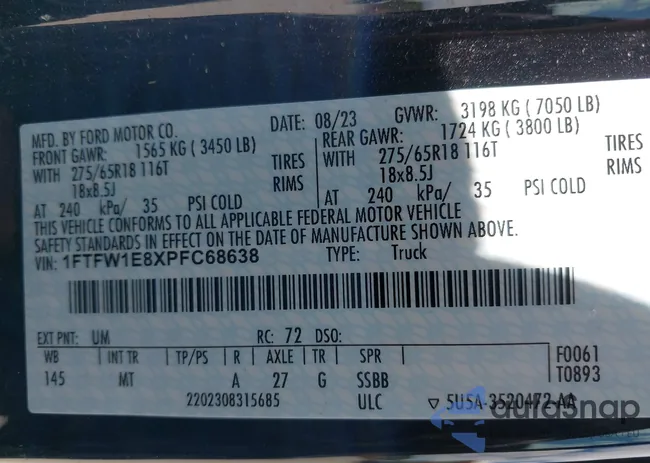 MFD. BY FORD MOTOR CO. DATE: 08/23 GVWR: 3198 KG ( 7050 LB)
FRONT GAWR: 1565 KG ( 3450 LB) REAR GAWR: 1724 KG ( 3800 LB)
WITH 275/65R18 116T TIRES WITH 275/65R18 116T TIRES
18x8.5J RIMS 18x8.5J RIMS
AT 240 kPa/ 35 PSI COLD AT 240 kPa/ 35 PSI COLD
THIS VEHICLE CONFORMS TO ALL APPLICABLE FEDERAL MOTOR VEHICLE
SAFETY STANDARDS IN EFFECT ON THE DATE OF MANUFACTURE SHOWN ABOVE.
VIN: 1FTFW1E8XPFC68638 TYPE: Truck
EXT PNT: UM RC: 72 DSO: F0061
WB INT TR TP/PS R AXLE TR SPR T0893
145 MT A 27 G SSBB
2202308315685 ULC ▽ 5U5A-3520472-AA
autosnap